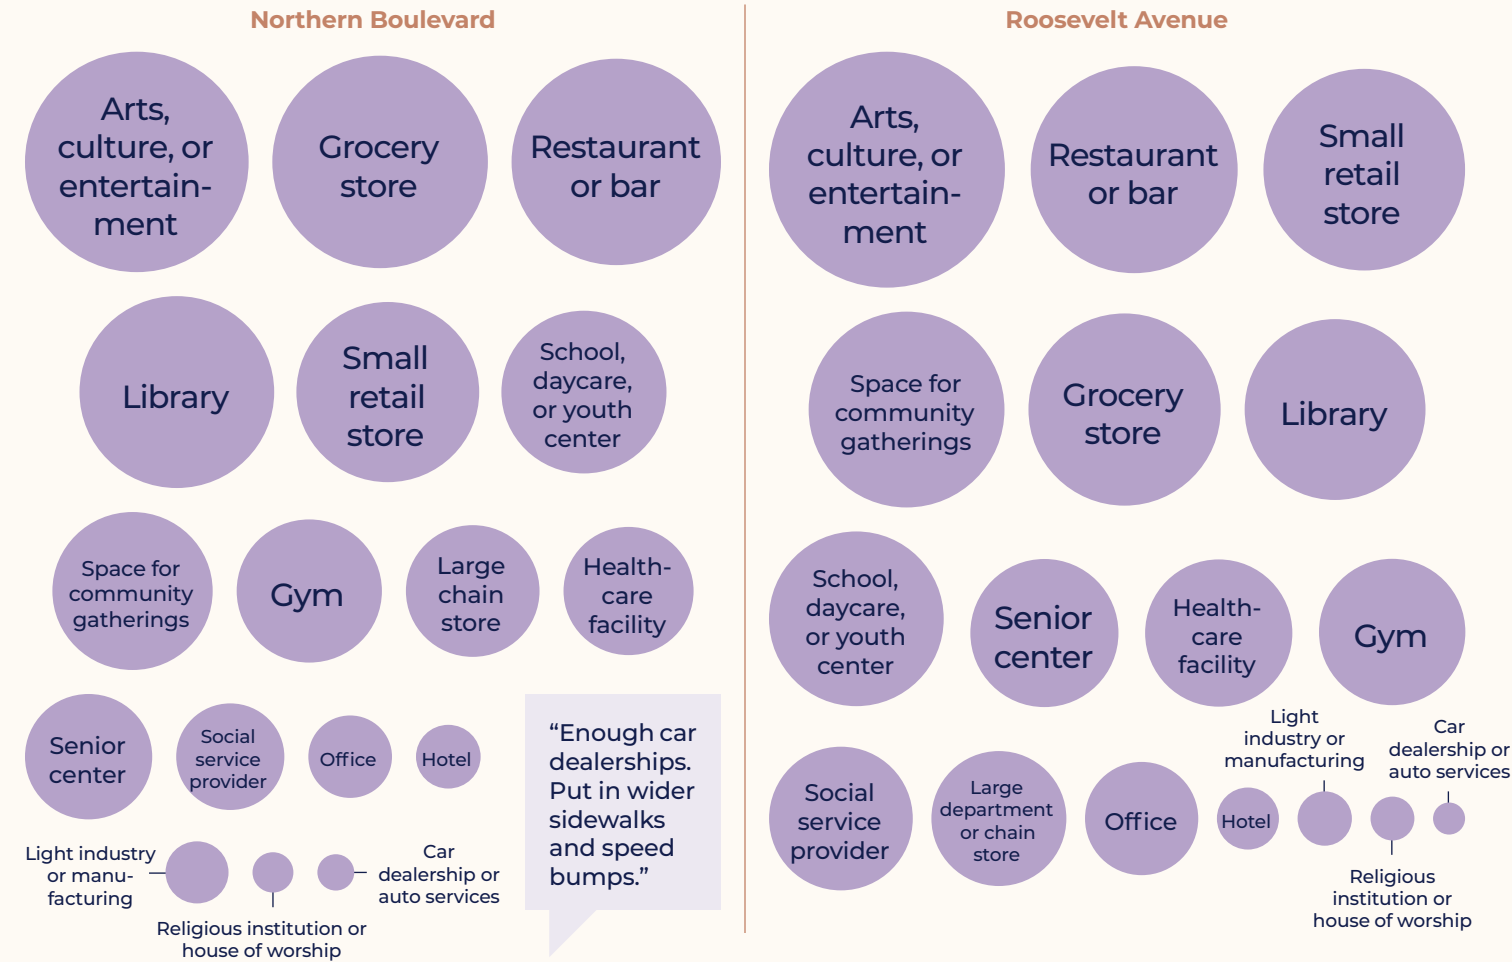 Northern Boulevard
Arts,
culture, or
entertain-
ment
Grocery
store
Restaurant
or bar
Library
Small
retail
store
School,
daycare,
or youth
center
Space for
community
gatherings
Gym
Large
chain
store
Health-
care
facility
Senior
center
Social
service
provider
Office
Hotel
Light industry
or manu-
facturing
Religious institution or
house of worship
Car
dealership or
auto services
“Enough car
dealerships.
Put in wider
sidewalks
and speed
bumps.”
Roosevelt Avenue
Arts,
culture, or
entertain-
ment
Restaurant
or bar
Small
retail
store
Space for
community
gatherings
Grocery
store
Library
School,
daycare,
or youth
center
Senior
center
Health-
care
facility
Gym
Social
service
provider
Large
department
or chain
store
Office
Hotel
Light
industry or
manufacturing
Religious
institution or
house of worship
Car
dealership or
auto services